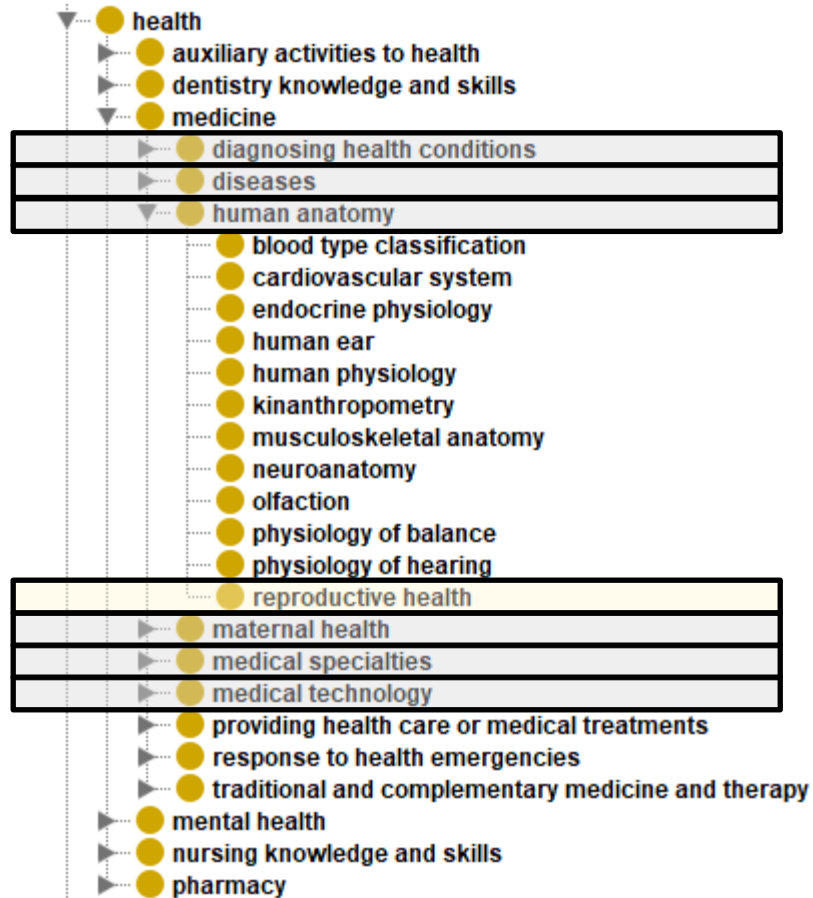 health
auxiliary activities to health
dentistry knowledge and skills
medicine
diagnosing health conditions
diseases
human anatomy
blood type classification
cardiovascular system
endocrine physiology
human ear
human physiology
kinanthropometry
musculoskeletal anatomy
neuroanatomy
olfaction
physiology of balance
physiology of hearing
reproductive health
maternal health
medical specialties
medical technology
providing health care or medical treatments
response to health emergencies
traditional and complementary medicine and therapy
mental health
nursing knowledge and skills
pharmacy